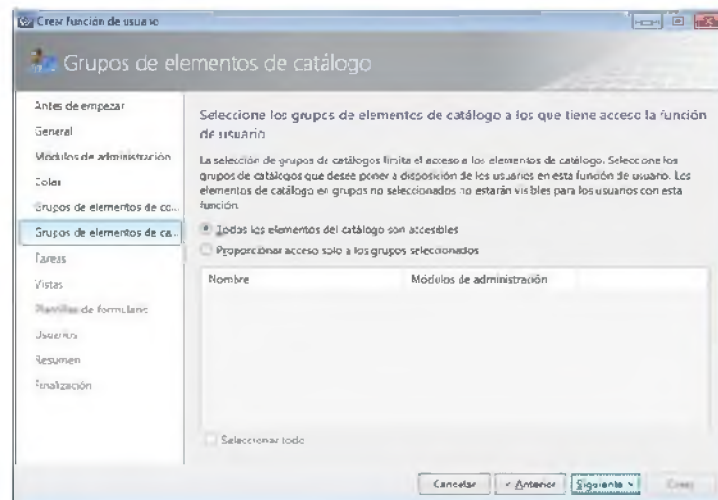 Crear función de usuario
Grupos de elementos de catálogo
Antes de empezar
General
Módulos de administración
Colas
Grupos de elementos de co...
Grupos de elementos de ca...
Tareas
Vistas
Plantillas de formulario
Usuarios
Resumen
Finalización
Seleccione los grupos de elementos de catálogo a los que tiene acceso la función
de usuario
La selección de grupos de catálogos limita el acceso a los elementos de catálogo. Seleccione los
grupos de catálogos que desee poner a disposición de los usuarios en esta función de usuario. Los
elementos de catálogo en grupos no seleccionados no estarán visibles para los usuarios con esta
función.
Todos los elementos del catálogo son accesibles
Proporcionar acceso solo a los grupos seleccionados
Nombre
Módulos de administración
Seleccionar todo
Cancelar
< Anterior
Siguiente >
Crear